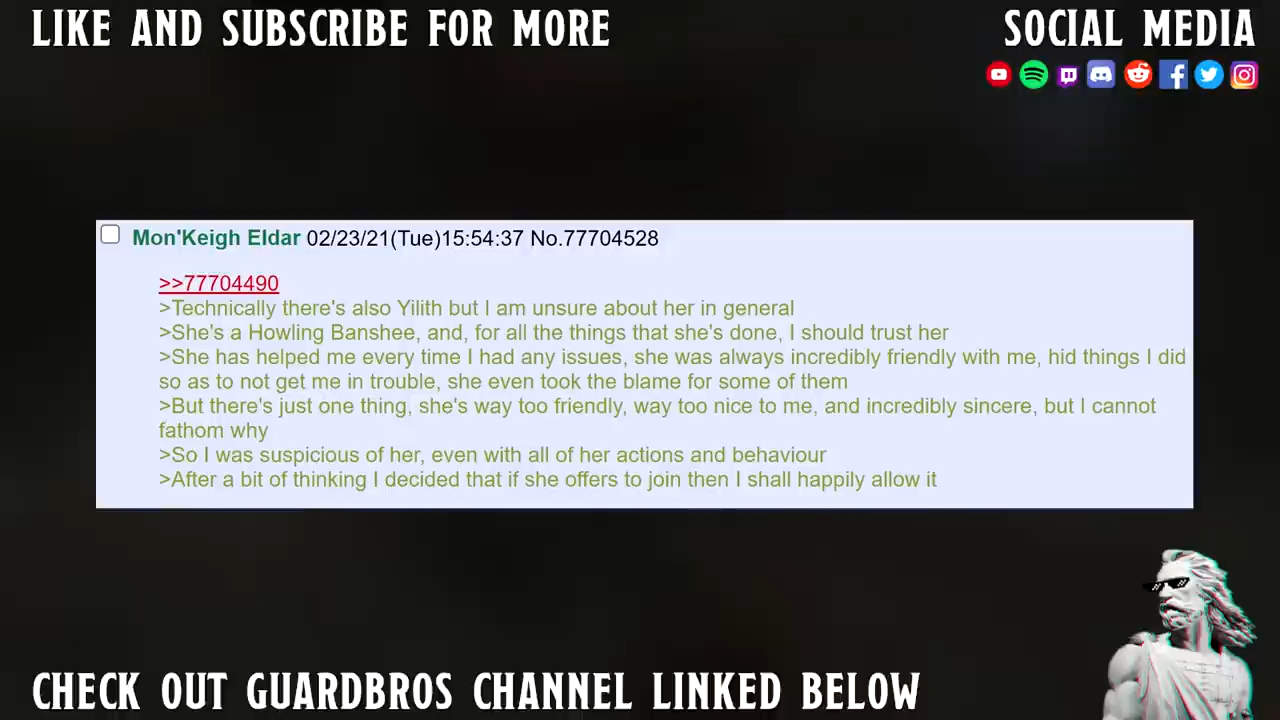 LIKE AND SUBSCRIBE FOR MORE
SOCIAL MEDIA
Mon'Keigh Eldar 02/23/21(Tue)15:54:37 No.77704528
>>77704490
>Technically there's also Yilith but I am unsure about her in general
>She's a Howling Banshee, and, for all the things that she's done, I should trust her
>She has helped me every time I had any issues, she was always incredibly friendly with me, hid things I did
so as to not get me in trouble, she even took the blame for some of them
>But there's just one thing, she's way too friendly, way too nice to me, and incredibly sincere, but I cannot
fathom why
>So I was suspicious of her, even with all of her actions and behaviour
>After a bit of thinking I decided that if she offers to join then I shall happily allow it
CHECK OUT GUARDBROS CHANNEL LINKED BELOW